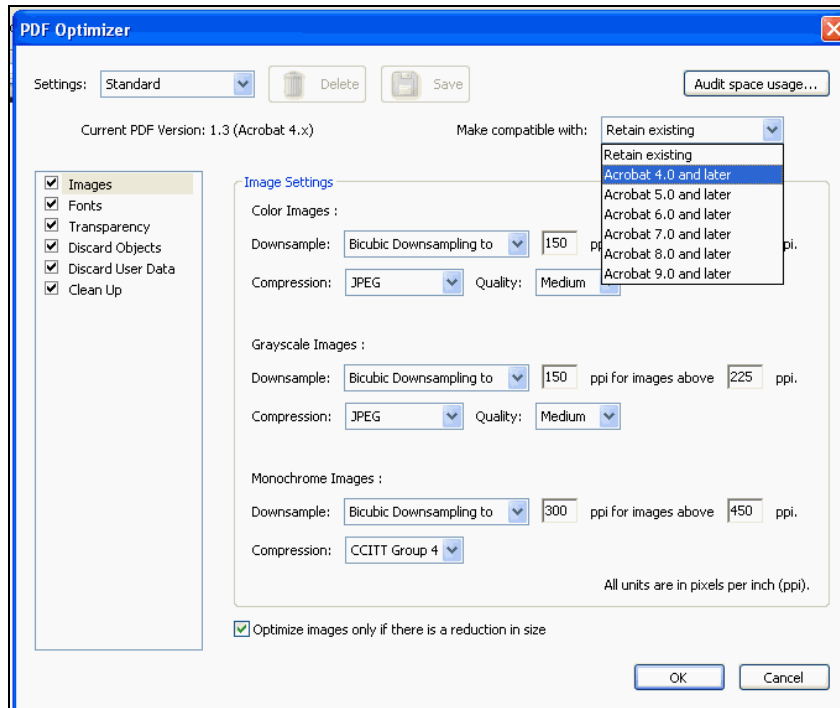 PDF Optimizer
Settings: Standard Delete Save Audit space usage...
Current PDF Version: 1.3 (Acrobat 4.x) Make compatible with: Retain existing
Retain existing
Acrobat 4.0 and later
Acrobat 5.0 and later
Acrobat 6.0 and later
Acrobat 7.0 and later
Acrobat 8.0 and later
Acrobat 9.0 and later
Images
Fonts
Transparency
Discard Objects
Discard User Data
Clean Up
Image Settings
Color Images :
Downsample: Bicubic Downsampling to 150 ppi.
Compression: JPEG Quality: Medium
Grayscale Images :
Downsample: Bicubic Downsampling to 150 ppi for images above 225 ppi.
Compression: JPEG Quality: Medium
Monochrome Images :
Downsample: Bicubic Downsampling to 300 ppi for images above 450 ppi.
Compression: CCITT Group 4
All units are in pixels per inch (ppi).
Optimize images only if there is a reduction in size
OK Cancel